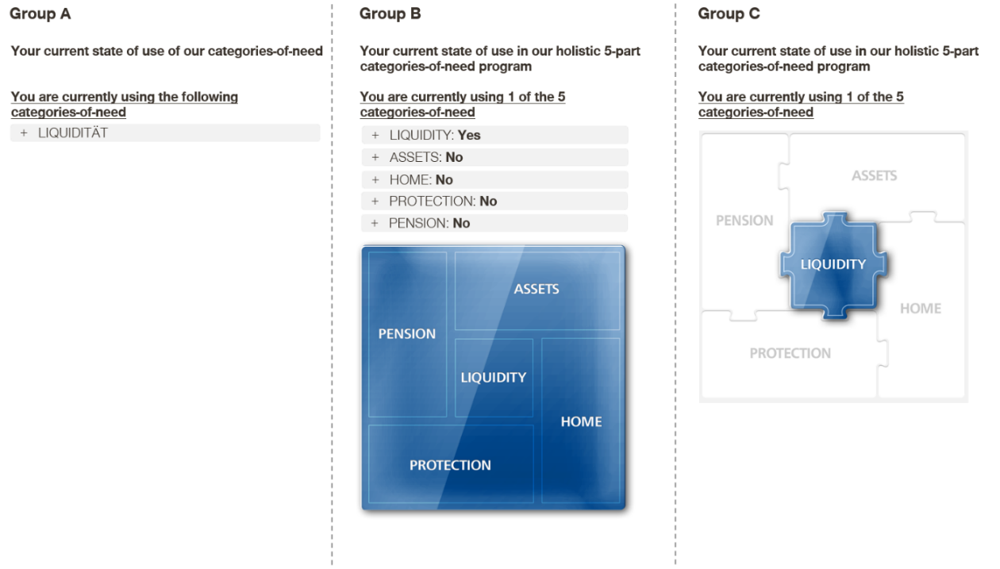 Group A
Your current state of use of our categories-of-need
You are currently using the following
categories-of-need
+ LIQUIDITÄT
Group B
Your current state of use in our holistic 5-part
categories-of-need program
You are currently using 1 of the 5
categories-of-need
+ LIQUIDITY: Yes
+ ASSETS: No
+ HOME: No
+ PROTECTION: No
+ PENSION: No
ASSETS
PENSION
LIQUIDITY
HOME
PROTECTION
Group C
Your current state of use in our holistic 5-part
categories-of-need program
You are currently using 1 of the 5
categories-of-need
ASSETS
PENSION
LIQUIDITY
HOME
PROTECTION